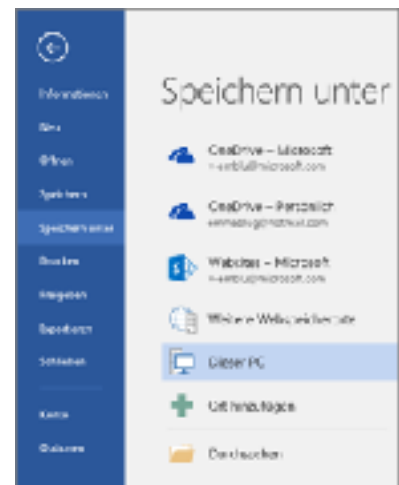 Informationen
Neu
Öffnen
Speichern
Speichern unter
Drucken
Freigeben
Exportieren
Schließen
Konto
Optionen
Speichern unter
OneDrive – Microsoft
OneDrive – Persönlich
Websites – Microsoft
Weitere Webspeicherorte
Dieser PC
Ort hinzufügen
Durchsuchen